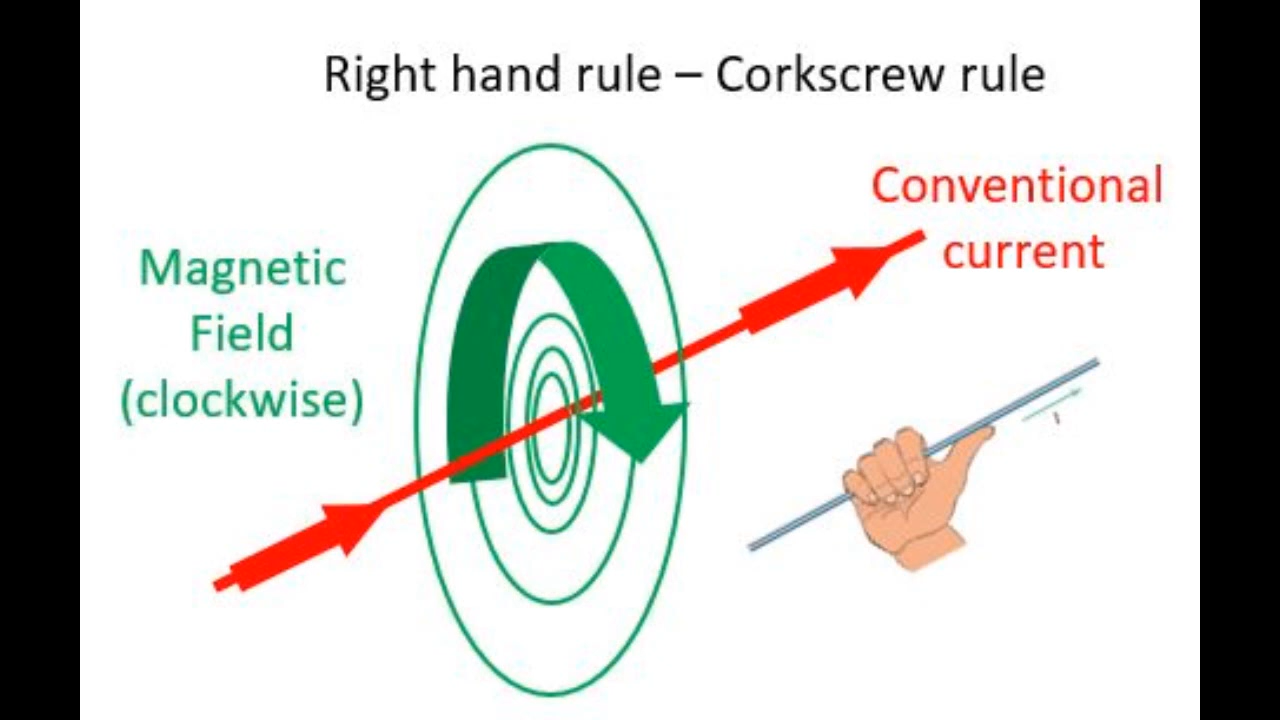 Right hand rule – Corkscrew rule
Conventional
current
Magnetic
Field
(clockwise)
I